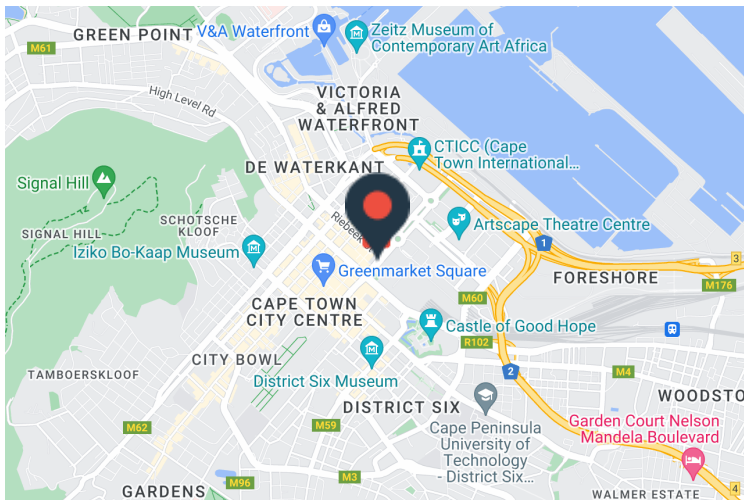 GREEN POINT
V&A Waterfront
Zeitz Museum of
Contemporary Art Africa
M61
High Level Rd
VICTORIA
& ALFRED
WATERFRONT
CTICC (Cape
Town International...
DE WATERKANT
Signal Hill
SIGNAL HILL
SCHOTSCHE
KLOOF
Riebeek
Artscape Theatre Centre
Iziko Bo-Kaap Museum
1
3
Greenmarket Square
FORESHORE
M176
M60
CAPE TOWN
CITY CENTRE
Castle of Good Hope
R102
CITY BOWL
TAMBOERSKLOOF
District Six Museum
2
M4
WOODSTO
DISTRICT SIX
M62
M59
Cape Peninsula
University of
Technology
- District Six...
Garden Court Nelson
Mandela Boulevard
M3
M96
GARDENS
WALMER ESTATE
4